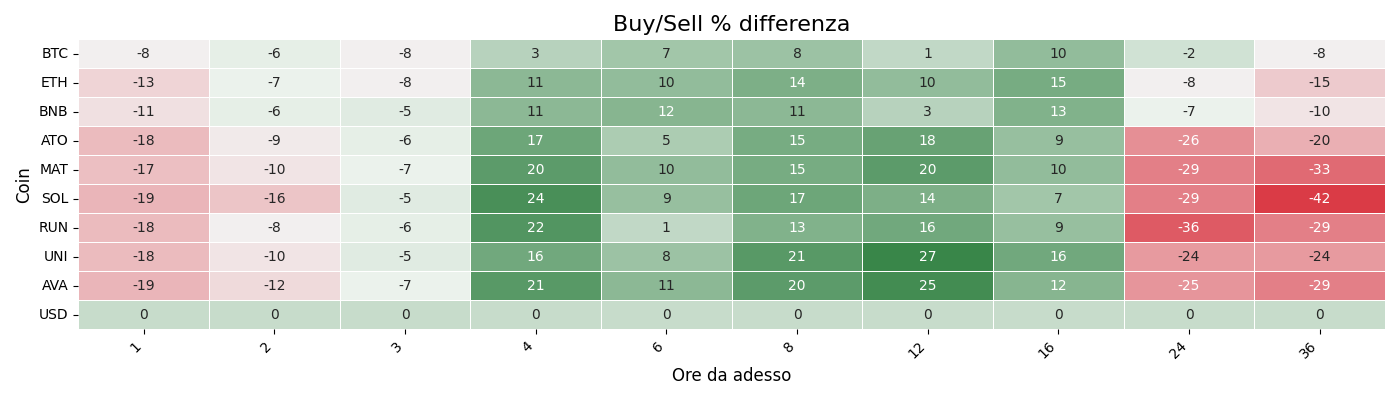 Buy/Sell % differenza
Coin
BTC -8 -6 -8 3 7 8 1 10 -2 -8
ETH -13 -7 -8 11 10 14 10 15 -8 -15
BNB -11 -6 -5 11 12 11 3 13 -7 -10
ATO -18 -9 -6 17 5 15 18 9 -26 -20
MAT -17 -10 -7 20 10 15 20 10 -29 -33
SOL -19 -16 -5 24 9 17 14 7 -29 -42
RUN -18 -8 -6 22 1 13 16 9 -36 -29
UNI -18 -10 -5 16 8 21 27 16 -24 -24
AVA -19 -12 -7 21 11 20 25 12 -25 -29
USD 0 0 0 0 0 0 0 0 0 0
1 2 3 4 6 8 12 16 24 36
Ore da adesso